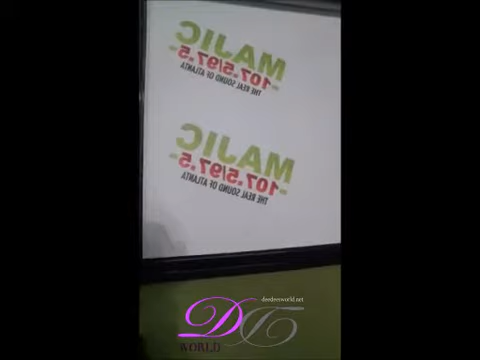 MAJIC
107.5/97.5
THE REAL SOUND OF ATLANTA
MAJIC
107.5/97.5
THE REAL SOUND OF ATLANTA
deedeesworld.net
DD
WORLD